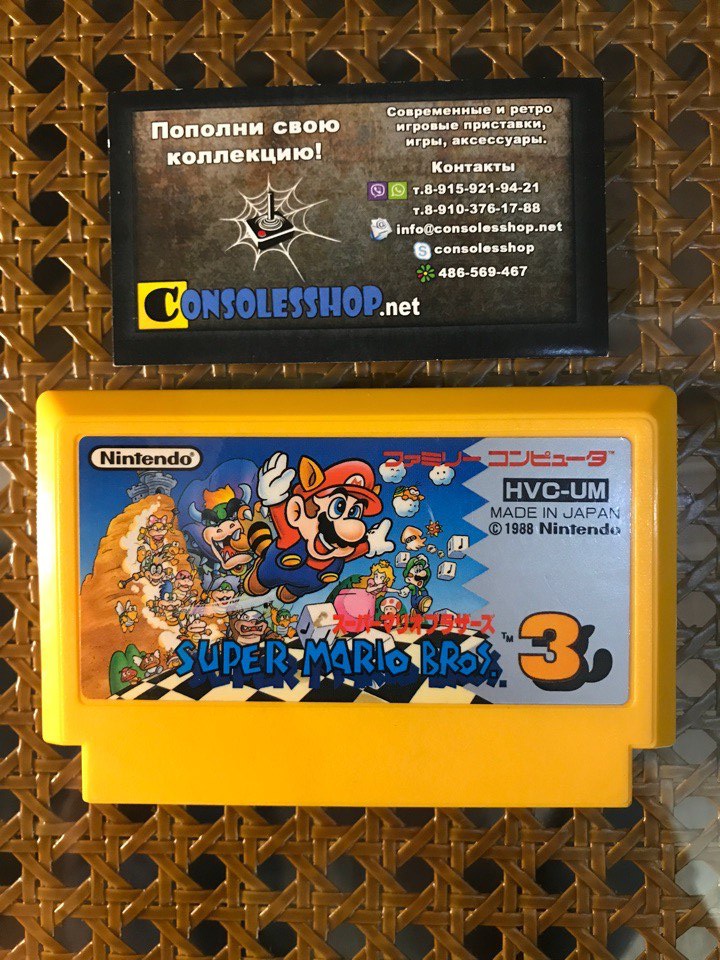 Пополни свою
коллекцию!
Современные и ретро
игровые приставки,
игры, аксессуары.
Контакты
т.8-915-921-94-21
т.8-910-376-17-88
info@consolesshop.net
consolesshop
486-569-467
CONSOLESSHOP.net
Nintendo®
ファミリー コンピュータ™
HVC-UM
MADE IN JAPAN
©1988 Nintendo
スーパーマリオブラザーズ
SUPER MARIO BROS.™ 3